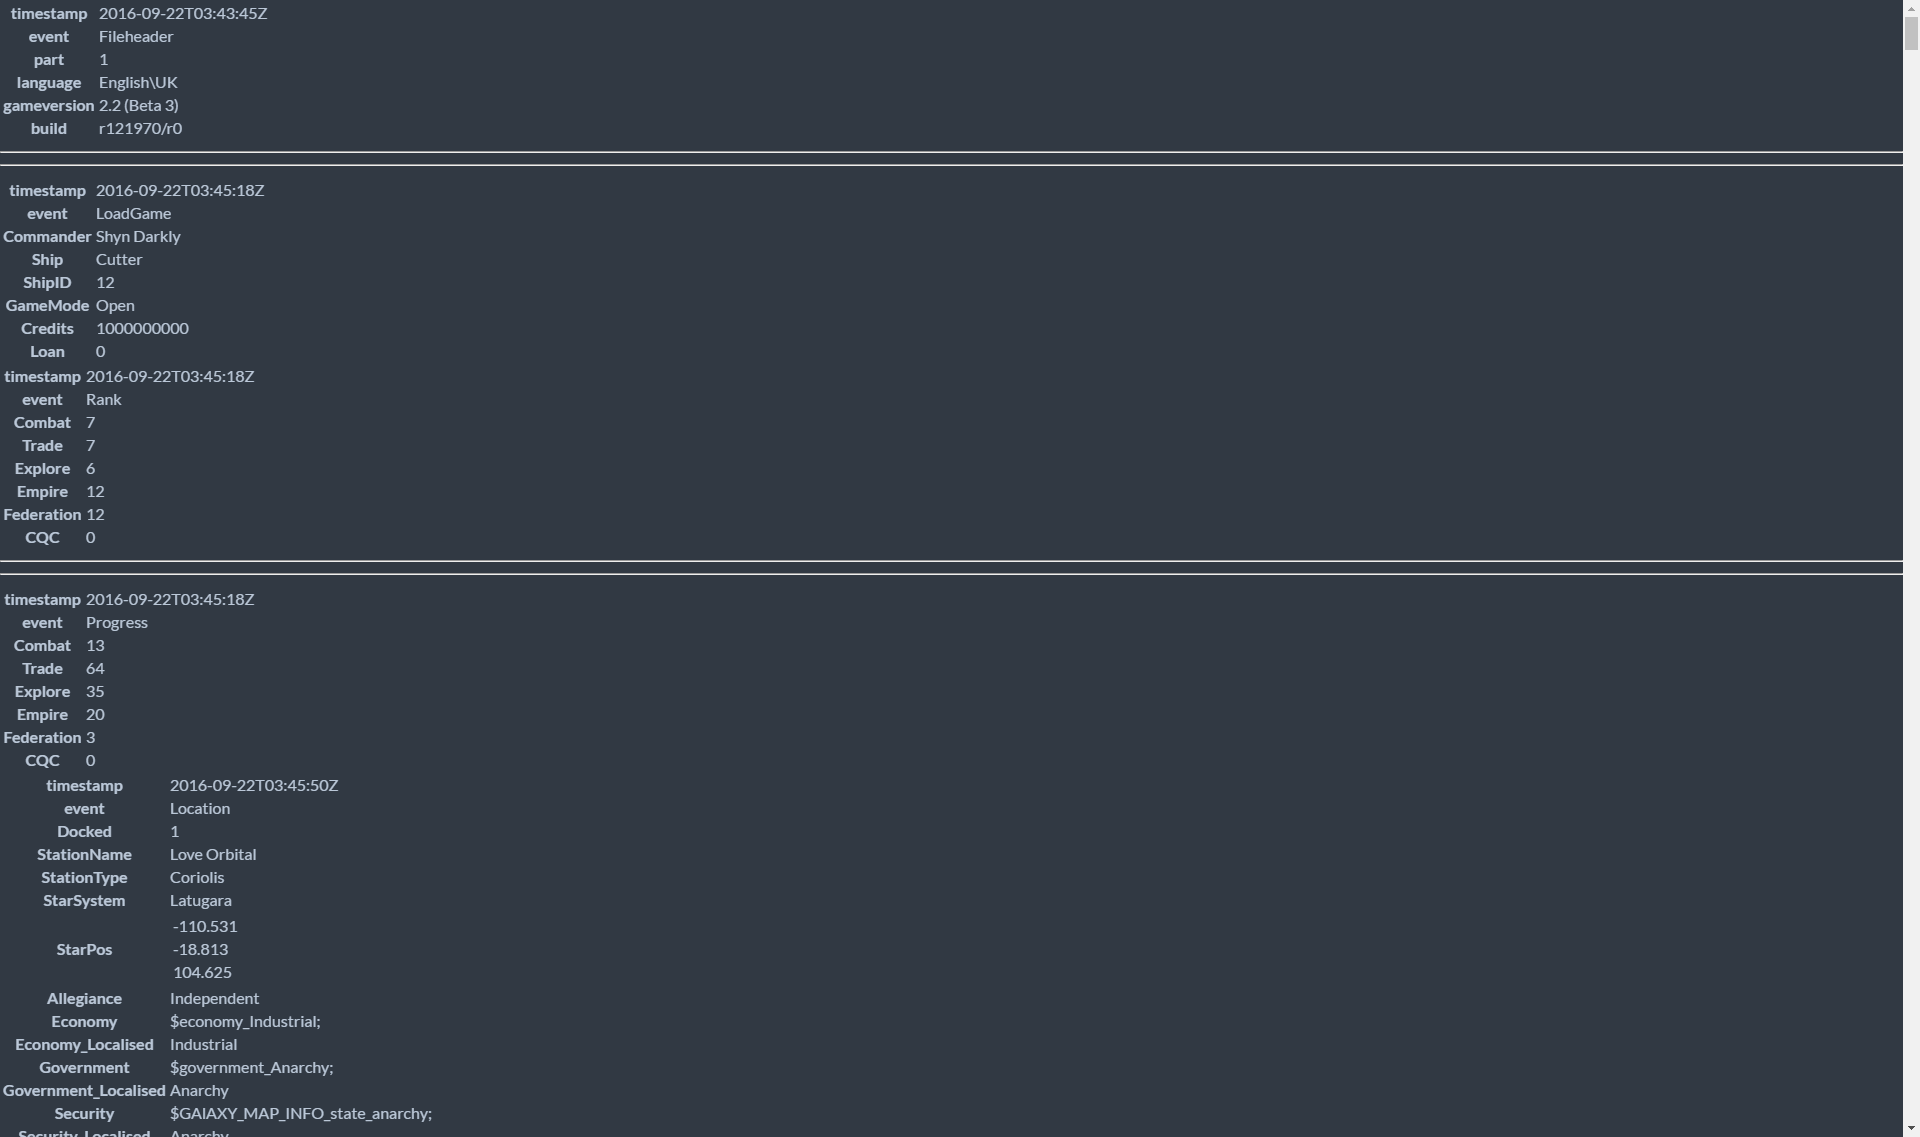 timestamp 2016-09-22T03:43:45Z
event Fileheader
part 1
language English\UK
gameversion 2.2 (Beta 3)
build r121970/r0
timestamp 2016-09-22T03:45:18Z
event LoadGame
Commander Shyn Darkly
Ship Cutter
ShipID 12
GameMode Open
Credits 1000000000
Loan 0
timestamp 2016-09-22T03:45:18Z
event Rank
Combat 7
Trade 7
Explore 6
Empire 12
Federation 12
CQC 0
timestamp 2016-09-22T03:45:18Z
event Progress
Combat 13
Trade 64
Explore 35
Empire 20
Federation 3
CQC 0
timestamp 2016-09-22T03:45:50Z
event Location
Docked 1
StationName Love Orbital
StationType Coriolis
StarSystem Latugara
-110.531
StarPos -18.813
104.625
Allegiance Independent
Economy $economy_Industrial;
Economy_Localised Industrial
Government $government_Anarchy;
Government_Localised Anarchy
Security $GAlAXY_MAP_INFO_state_anarchy;
Security_Localised Anarchy